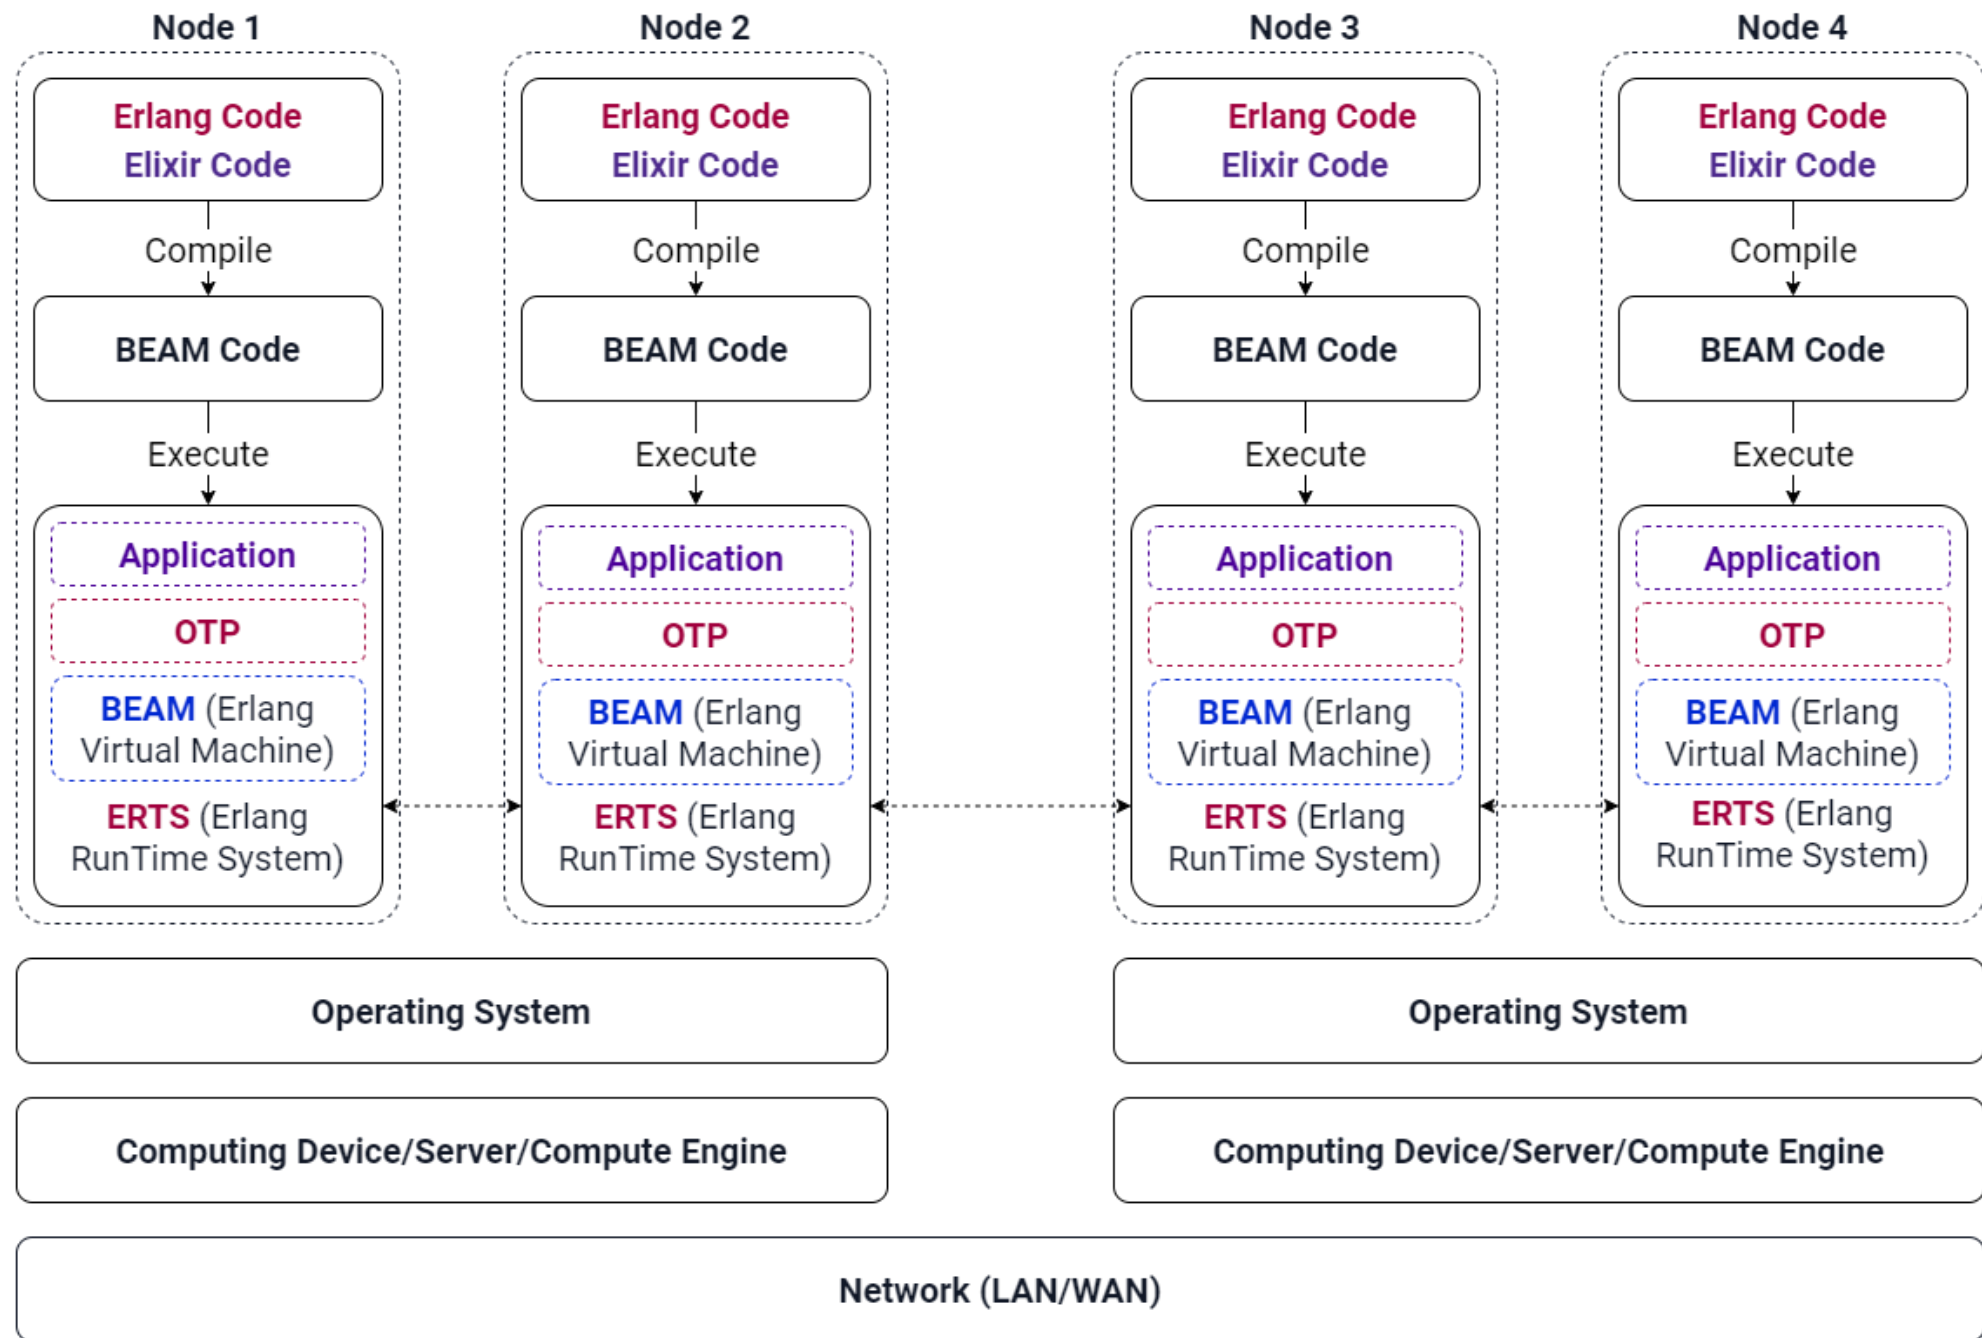 Node 1
Erlang Code
Elixir Code
Compile
BEAM Code
Execute
Application
OTP
BEAM (Erlang
Virtual Machine)
ERTS (Erlang
RunTime System)
Node 2
Erlang Code
Elixir Code
Compile
BEAM Code
Execute
Application
OTP
BEAM (Erlang
Virtual Machine)
ERTS (Erlang
RunTime System)
Node 3
Erlang Code
Elixir Code
Compile
BEAM Code
Execute
Application
OTP
BEAM (Erlang
Virtual Machine)
ERTS (Erlang
RunTime System)
Node 4
Erlang Code
Elixir Code
Compile
BEAM Code
Execute
Application
OTP
BEAM (Erlang
Virtual Machine)
ERTS (Erlang
RunTime System)
Operating System
Operating System
Computing Device/Server/Compute Engine
Computing Device/Server/Compute Engine
Network (LAN/WAN)